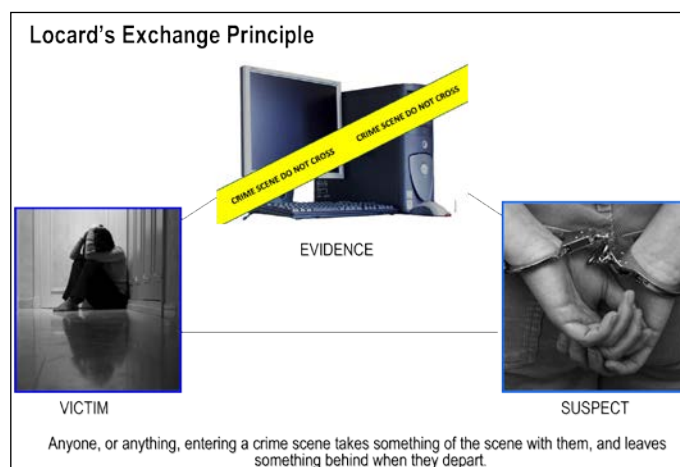 Locard's Exchange Principle
CRIME SCENE DO NOT CROSS
CRIME SCENE DO NOT CROSS
EVIDENCE
VICTIM
SUSPECT
Anyone, or anything, entering a crime scene takes something of the scene with them, and leaves
something behind when they depart.